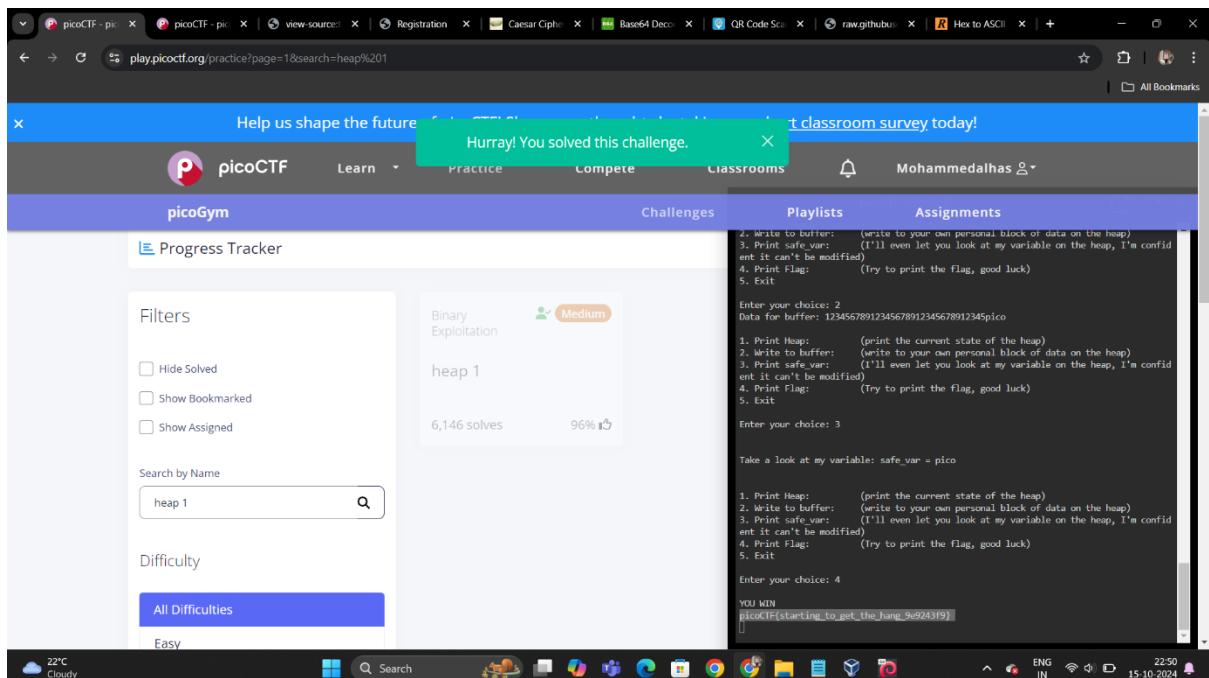 picoCTF - pic
picoCTF - pic
view-source:
Registration
Caesar Ciphe
Base64 Deco
QR Code Sca
raw.githubus
Hex to ASCII
play.picoctf.org/practice?page=1&search=heap%201
All Bookmarks
Help us shape the future rt classroom survey today!
Hurray! You solved this challenge.
picoCTF
Learn
Practice
Compete
Classrooms
Mohammedalhas
picoGym
Challenges
Playlists
Assignments
Progress Tracker
Filters
Hide Solved
Show Bookmarked
Show Assigned
Search by Name
heap 1
Difficulty
All Difficulties
Easy
Binary
Exploitation
Medium
heap 1
6,146 solves
96%
2. Write to buffer: (write to your own personal block of data on the heap)
3. Print safe_var: (I'll even let you look at my variable on the heap, I'm confid
ent it can't be modified)
4. Print Flag: (Try to print the flag, good luck)
5. Exit
Enter your choice: 2
Data for buffer: 12345678912345678912345678912345pico
1. Print Heap: (print the current state of the heap)
2. Write to buffer: (write to your own personal block of data on the heap)
3. Print safe_var: (I'll even let you look at my variable on the heap, I'm confid
ent it can't be modified)
4. Print Flag: (Try to print the flag, good luck)
5. Exit
Enter your choice: 3
Take a look at my variable: safe_var = pico
1. Print Heap: (print the current state of the heap)
2. Write to buffer: (write to your own personal block of data on the heap)
3. Print safe_var: (I'll even let you look at my variable on the heap, I'm confid
ent it can't be modified)
4. Print Flag: (Try to print the flag, good luck)
5. Exit
Enter your choice: 4
YOU WIN
picoCTF{starting_to_get_the_hang_9e9243f9}
22°C
Cloudy
Search
ENG
IN
22:50
15-10-2024